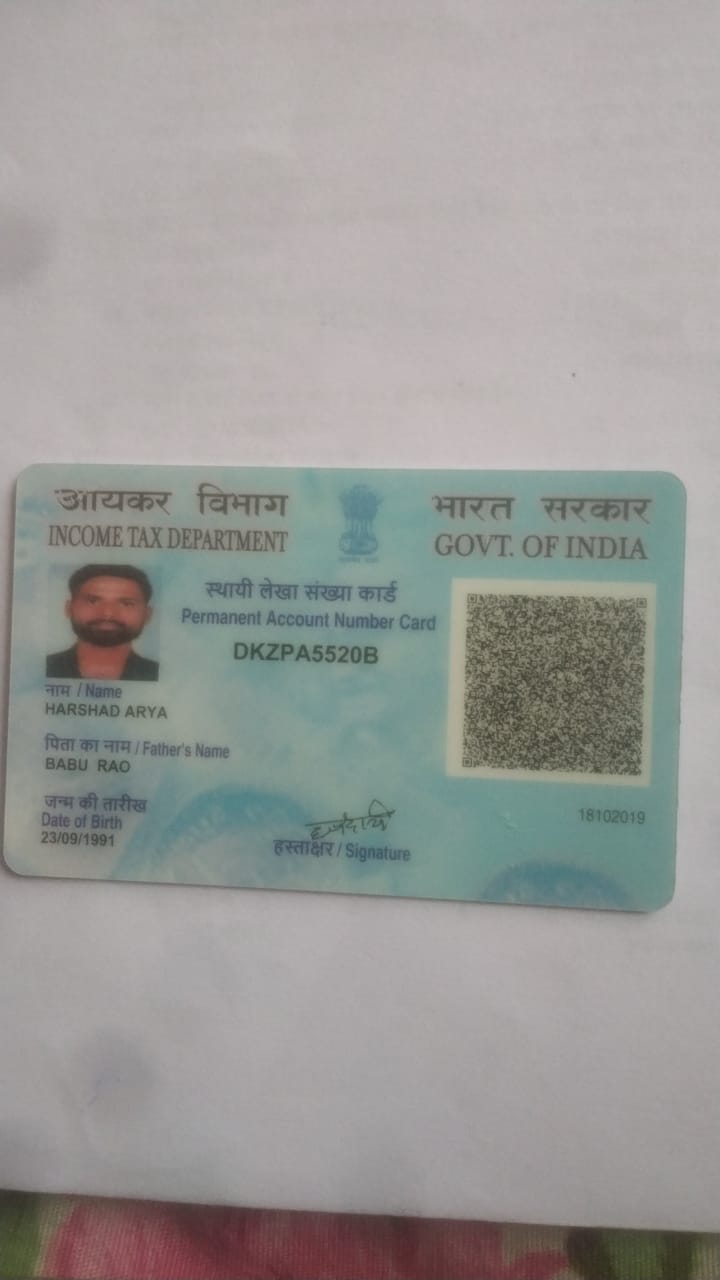 आयकर विभाग
INCOME TAX DEPARTMENT
भारत सरकार
GOVT. OF INDIA
स्थायी लेखा संख्या कार्ड
Permanent Account Number Card
DKZPA5520B
नाम / Name
HARSHAD ARYA
पिता का नाम / Father's Name
BABU RAO
जन्म की तारीख
Date of Birth
23/09/1991
हस्ताक्षर / Signature
18102019